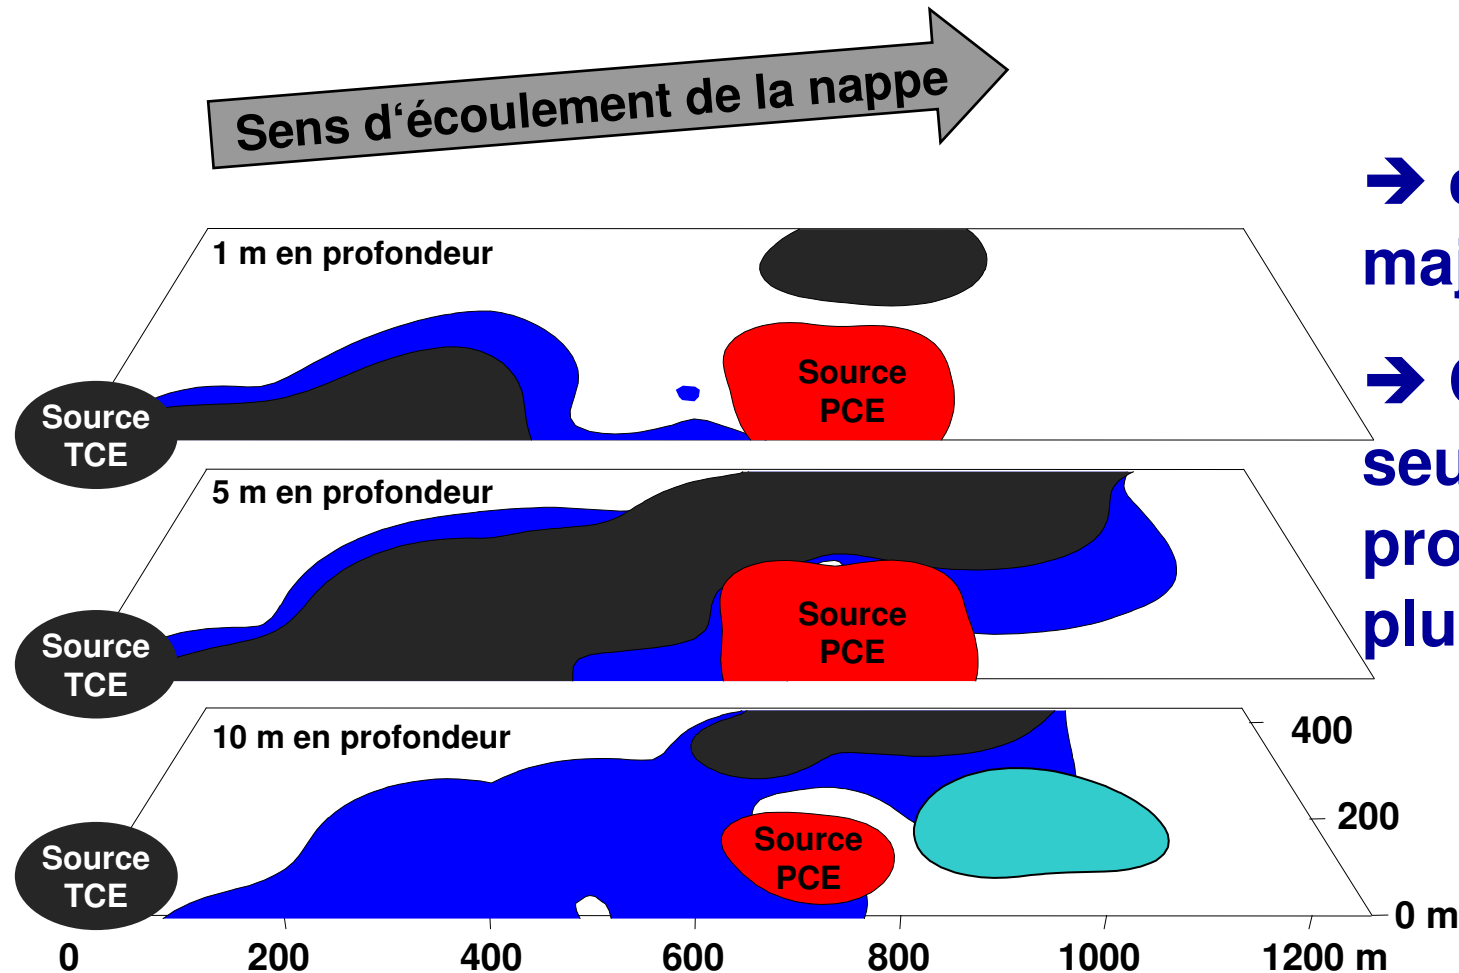 Sens d‘écoulement de la nappe
➔
maj
1 m en profondeur
Source
TCE
Source
PCE
➔
seu
pro
plu
5 m en profondeur
Source
TCE
Source
PCE
10 m en profondeur
Source
TCE
Source
PCE
400
200
0 m
0 200 400 600 800 1000 1200 m